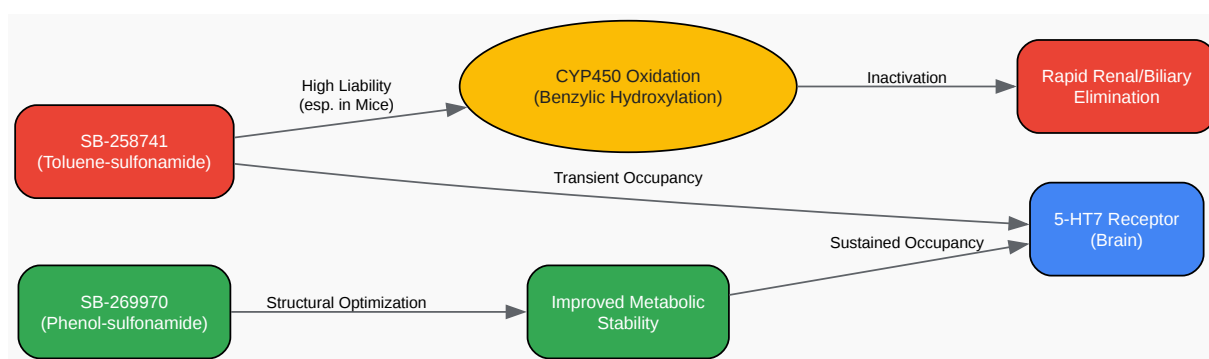 High Liability
(esp. in Mice)
CYP450 Oxidation
(Benzylic Hydroxylation)
Inactivation
Rapid Renal/Biliary
Elimination
SB-258741
(Toluene-sulfonamide)
Transient Occupancy
5-HT7 Receptor
(Brain)
Sustained Occupancy
SB-269970
(Phenol-sulfonamide)
Structural Optimization
Improved Metabolic
Stability